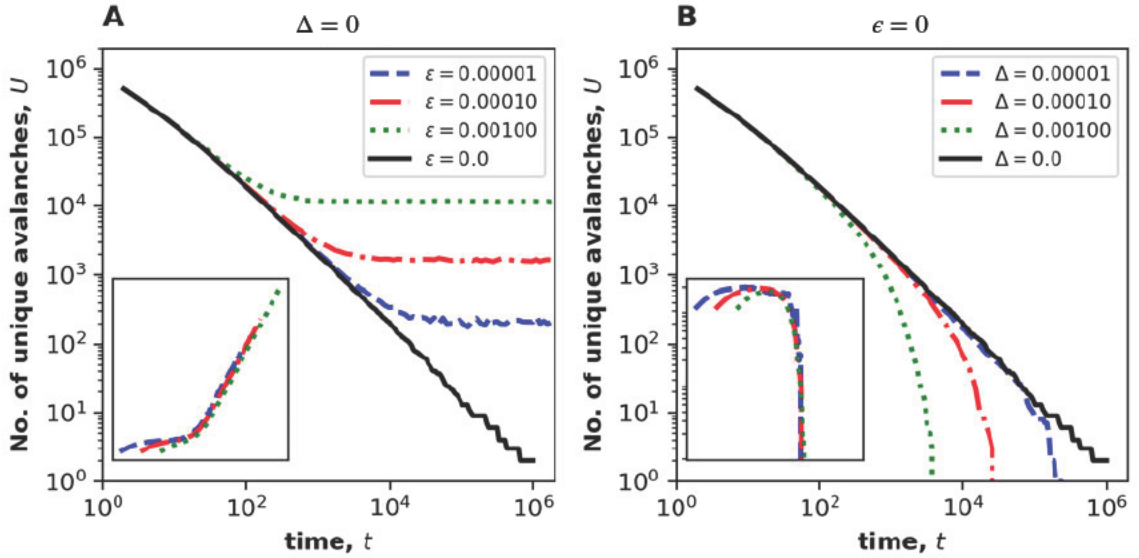 A
Δ = 0
No. of unique avalanches, U
10⁶
10⁵
10⁴
10³
10²
10¹
10⁰
ε = 0.00001
ε = 0.00010
ε = 0.00100
ε = 0.0
10⁰ 10² 10⁴ 10⁶
time, t
B
ϵ = 0
No. of unique avalanches, U
10⁶
10⁵
10⁴
10³
10²
10¹
10⁰
Δ = 0.00001
Δ = 0.00010
Δ = 0.00100
Δ = 0.0
10⁰ 10² 10⁴ 10⁶
time, t